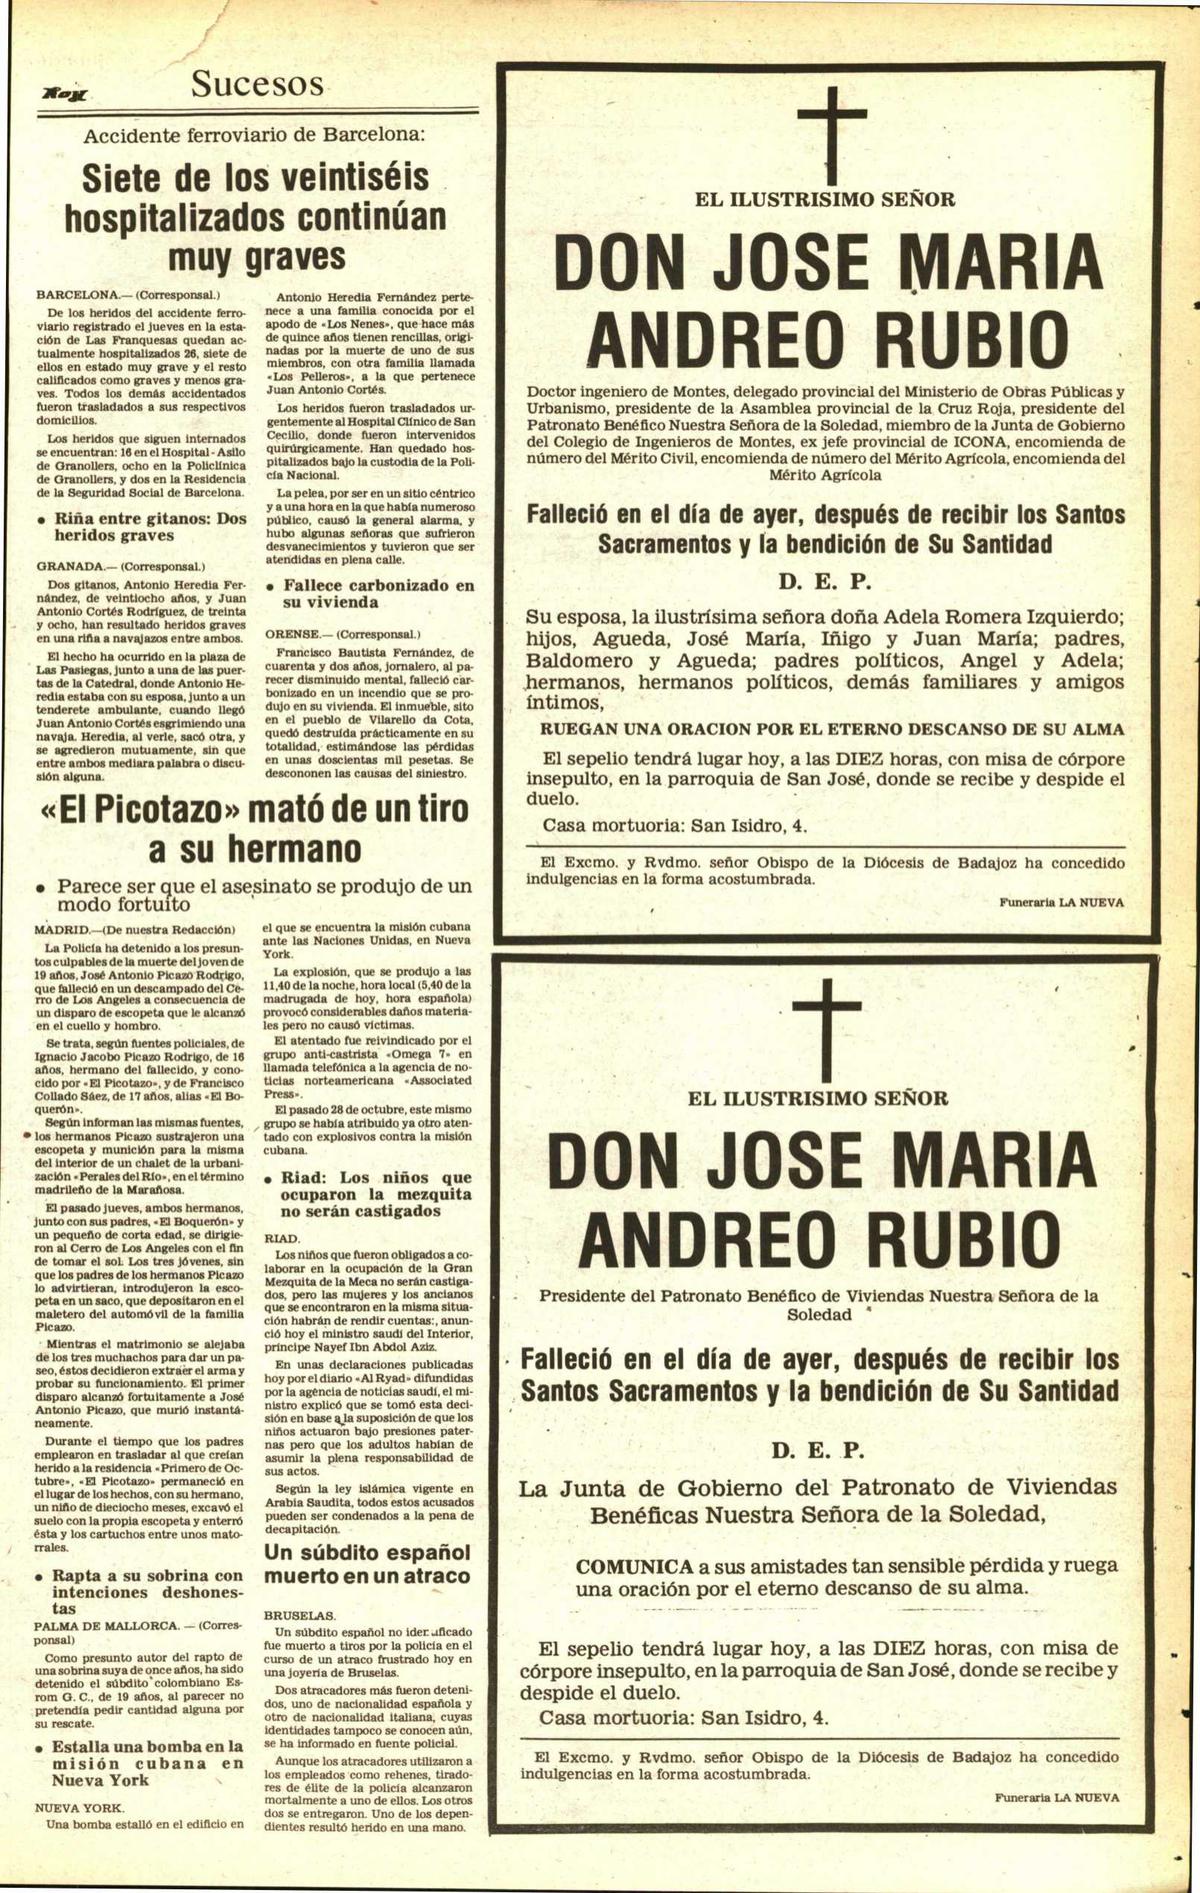 Hoy
Sucesos
Accidente ferroviario de Barcelona:
Siete de los veintiséis
hospitalizados continúan
muy graves
BARCELONA.— (Corresponsal.)
De los heridos del accidente ferro-
viario registrado el jueves en la esta-
ción de Las Franquesas quedan ac-
tualmente hospitalizados 26, siete de
ellos en estado muy grave y el resto
calificados como graves y menos gra-
ves. Todos los demás accidentados
fueron trasladados a sus respectivos
domicilios.
Los heridos que siguen internados
se encuentran: 16 en el Hospital-Asilo
de Granollers, ocho en la Policlínica
de Granollers, y dos en la Residencia
de la Seguridad Social de Barcelona.
• Riña entre gitanos: Dos
heridos graves
GRANADA.— (Corresponsal.)
Dos gitanos, Antonio Heredia Fer-
nández, de veintiocho años, y Juan
Antonio Cortés Rodríguez, de treinta
y ocho, han resultado heridos graves
en una riña a navajazos entre ambos.
El hecho ha ocurrido en la plaza de
Las Pasiegas, junto a una de las puer-
tas de la Catedral, donde Antonio He-
redia estaba con su esposa, junto a un
tenderete ambulante, cuando llegó
Juan Antonio Cortés esgrimiendo una
navaja. Heredia, al verle, sacó otra, y
se agredieron mutuamente, sin que
entre ambos mediara palabra o discu-
sión alguna.
Antonio Heredia Fernández perte-
nece a una familia conocida por el
apodo de «Los Nenes», que hace más
de quince años tienen rencillas, origi-
nadas por la muerte de uno de sus
miembros, con otra familia llamada
«Los Pelleros», a la que pertenece
Juan Antonio Cortés.
Los heridos fueron trasladados ur-
gentemente al Hospital Clínico de San
Cecilio, donde fueron intervenidos
quirúrgicamente. Han quedado hos-
pitalizados bajo la custodia de la Poli-
cía Nacional.
La pelea, por ser en un sitio céntrico
y a una hora en la que había numeroso
público, causó la general alarma, y
hubo algunas señoras que sufrieron
desvanecimientos y tuvieron que ser
atendidas en plena calle.
• Fallece carbonizado en
su vivienda
ORENSE.— (Corresponsal.)
Francisco Bautista Fernández, de
cuarenta y dos años, jornalero, al pa-
recer disminuido mental, falleció car-
bonizado en un incendio que se pro-
dujo en su vivienda. El inmueble, sito
en el pueblo de Vilarello da Cota,
quedó destruída prácticamente en su
totalidad, estimándose las pérdidas
en unas doscientas mil pesetas. Se
descononen las causas del siniestro.
«El Picotazo» mató de un tiro
a su hermano
• Parece ser que el asesinato se produjo de un
modo fortuito
MADRID.—(De nuestra Redacción)
La Policía ha detenido a los presun-
tos culpables de la muerte del joven de
19 años, José Antonio Picazo Rodrigo,
que falleció en un descampado del Ce-
rro de Los Angeles a consecuencia de
un disparo de escopeta que le alcanzó
en el cuello y hombro.
Se trata, según fuentes policiales, de
Ignacio Jacobo Picazo Rodrigo, de 16
años, hermano del fallecido, y cono-
cido por «El Picotazo», y de Francisco
Collado Sáez, de 17 años, alias «El Bo-
querón».
Según informan las mismas fuentes,
los hermanos Picazo sustrajeron una
escopeta y munición para la misma
del interior de un chalet de la urbani-
zación «Perales del Río», en el término
madrileño de la Marañosa.
El pasado jueves, ambos hermanos,
junto con sus padres, «El Boquerón» y
un pequeño de corta edad, se dirigie-
ron al Cerro de Los Angeles con el fin
de tomar el sol. Los tres jóvenes, sin
que los padres de los hermanos Picazo
lo advirtieran, introdujeron la esco-
peta en un saco, que depositaron en el
maletero del automóvil de la familia
Picazo.
Mientras el matrimonio se alejaba
de los tres muchachos para dar un pa-
seo, éstos decidieron extraer el arma y
probar su funcionamiento. El primer
disparo alcanzó fortuitamente a José
Antonio Picazo, que murió instantá-
neamente.
Durante el tiempo que los padres
emplearon en trasladar al que creían
herido a la residencia «Primero de Oc-
tubre», «El Picotazo» permaneció en
el lugar de los hechos, con su hermano,
un niño de dieciocho meses, excavó el
suelo con la propia escopeta y enterró
ésta y los cartuchos entre unos mato-
rrales.
• Rapta a su sobrina con
intenciones deshones-
tas
PALMA DE MALLORCA. — (Corres-
ponsal)
Como presunto autor del rapto de
una sobrina suya de once años, ha sido
detenido el súbdito colombiano Es-
rom G. C., de 19 años, al parecer no
pretendía pedir cantidad alguna por
su rescate.
• Estalla una bomba en la
misión cubana en
Nueva York
NUEVA YORK.
Una bomba estalló en el edificio en
el que se encuentra la misión cubana
ante las Naciones Unidas, en Nueva
York.
La explosión, que se produjo a las
11,40 de la noche, hora local (5,40 de la
madrugada de hoy, hora española)
provocó considerables daños materia-
les pero no causó víctimas.
El atentado fue reivindicado por el
grupo anti-castrista «Omega 7» en
llamada telefónica a la agencia de no-
ticias norteamericana «Associated
Press».
El pasado 28 de octubre, este mismo
grupo se había atribuido ya otro aten-
tado con explosivos contra la misión
cubana.
• Riad: Los niños que
ocuparon la mezquita
no serán castigados
RIAD.
Los niños que fueron obligados a co-
laborar en la ocupación de la Gran
Mezquita de la Meca no serán castiga-
dos, pero las mujeres y los ancianos
que se encontraron en la misma situa-
ción habrán de rendir cuentas:, anun-
ció hoy el ministro saudí del Interior,
príncipe Nayef Ibn Abdol Aziz.
En unas declaraciones publicadas
hoy por el diario «Al Ryad» difundidas
por la agencia de noticias saudí, el mi-
nistro explicó que se tomó esta deci-
sión en base a la suposición de que los
niños actuaron bajo presiones pater-
nas pero que los adultos habían de
asumir la plena responsabilidad de
sus actos.
Según la ley islámica vigente en
Arabia Saudita, todos estos acusados
pueden ser condenados a la pena de
decapitación.
Un súbdito español
muerto en un atraco
BRUSELAS.
Un súbdito español no identificado
fue muerto a tiros por la policía en el
curso de un atraco frustrado hoy en
una joyería de Bruselas.
Dos atracadores más fueron deteni-
dos, uno de nacionalidad española y
otro de nacionalidad italiana, cuyas
identidades tampoco se conocen aún,
se ha informado en fuente policial.
Aunque los atracadores utilizaron a
los empleados como rehenes, tirado-
res de élite de la policía alcanzaron
mortalmente a uno de ellos. Los otros
dos se entregaron. Uno de los depen-
dientes resultó herido en una mano.
EL ILUSTRISIMO SEÑOR
DON JOSE MARIA
ANDREO RUBIO
Doctor ingeniero de Montes, delegado provincial del Ministerio de Obras Públicas y
Urbanismo, presidente de la Asamblea provincial de la Cruz Roja, presidente del
Patronato Benéfico Nuestra Señora de la Soledad, miembro de la Junta de Gobierno
del Colegio de Ingenieros de Montes, ex jefe provincial de ICONA, encomienda de
número del Mérito Civil, encomienda de número del Mérito Agrícola, encomienda del
Mérito Agrícola
Falleció en el día de ayer, después de recibir los Santos
Sacramentos y la bendición de Su Santidad
D. E. P.
Su esposa, la ilustrísima señora doña Adela Romera Izquierdo;
hijos, Agueda, José María, Iñigo y Juan María; padres,
Baldomero y Agueda; padres políticos, Angel y Adela;
hermanos, hermanos políticos, demás familiares y amigos
íntimos,
RUEGAN UNA ORACION POR EL ETERNO DESCANSO DE SU ALMA
El sepelio tendrá lugar hoy, a las DIEZ horas, con misa de córpore
insepulto, en la parroquia de San José, donde se recibe y despide el
duelo.
Casa mortuoria: San Isidro, 4.
El Excmo. y Rvdmo. señor Obispo de la Diócesis de Badajoz ha concedido
indulgencias en la forma acostumbrada.
Funeraria LA NUEVA
EL ILUSTRISIMO SEÑOR
DON JOSE MARIA
ANDREO RUBIO
Presidente del Patronato Benéfico de Viviendas Nuestra Señora de la
Soledad
Falleció en el día de ayer, después de recibir los
Santos Sacramentos y la bendición de Su Santidad
D. E. P.
La Junta de Gobierno del Patronato de Viviendas
Benéficas Nuestra Señora de la Soledad,
COMUNICA a sus amistades tan sensible pérdida y ruega
una oración por el eterno descanso de su alma.
El sepelio tendrá lugar hoy, a las DIEZ horas, con misa de
córpore insepulto, en la parroquia de San José, donde se recibe y
despide el duelo.
Casa mortuoria: San Isidro, 4.
El Excmo. y Rvdmo. señor Obispo de la Diócesis de Badajoz ha concedido
indulgencias en la forma acostumbrada.
Funeraria LA NUEVA